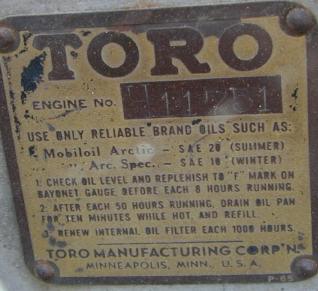 TORO
ENGINE No. 11551
USE ONLY RELIABLE BRAND OILS SUCH AS:
Mobiloil Arctic — SAE 20 (SUMMER)
" Arc. Spec. — SAE 10 (WINTER)
1. CHECK OIL LEVEL AND REPLENISH TO "F" MARK ON
BAYONET GAUGE BEFORE EACH 8 HOURS RUNNING.
2. AFTER EACH 50 HOURS RUNNING, DRAIN OIL PAN
FOR TEN MINUTES WHILE HOT, AND REFILL.
3. RENEW INTERNAL OIL FILTER EACH 1000 HOURS
TORO MANUFACTURING CORP'N.
MINNEAPOLIS, MINN., U.S.A.